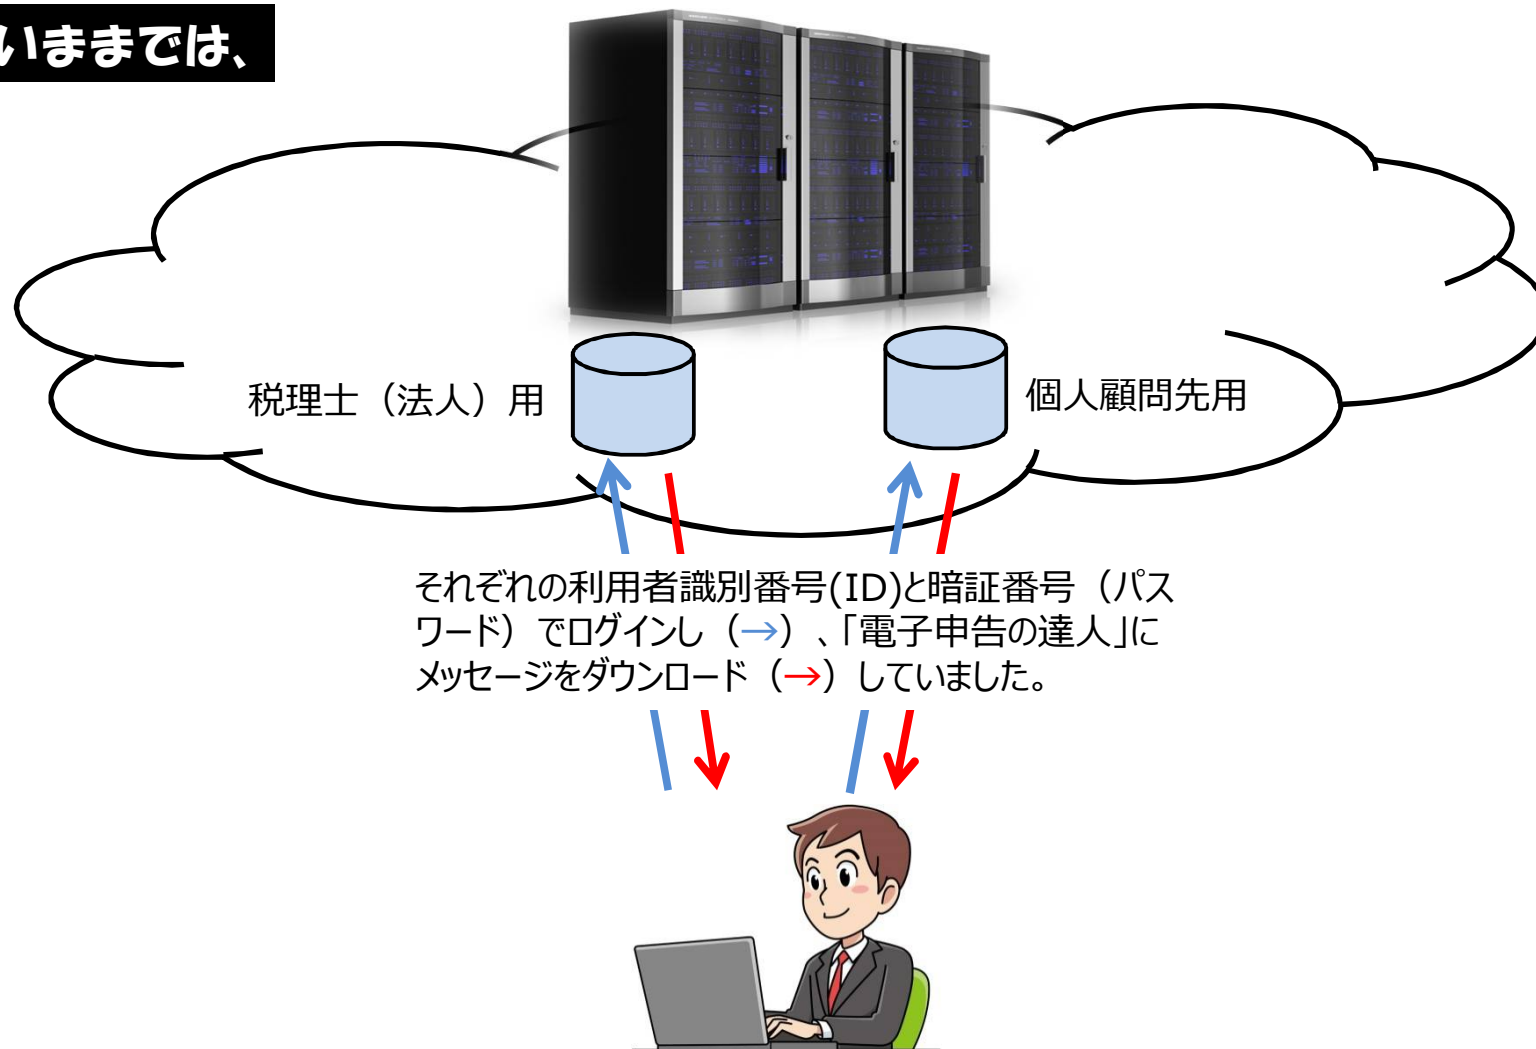 いままでは、
税理士（法人）用
個人顧問先用
それぞれの利用者識別番号(ID)と暗証番号（パス
ワード）でログインし（→）、「電子申告の達人」に
メッセージをダウンロード（→）していました。